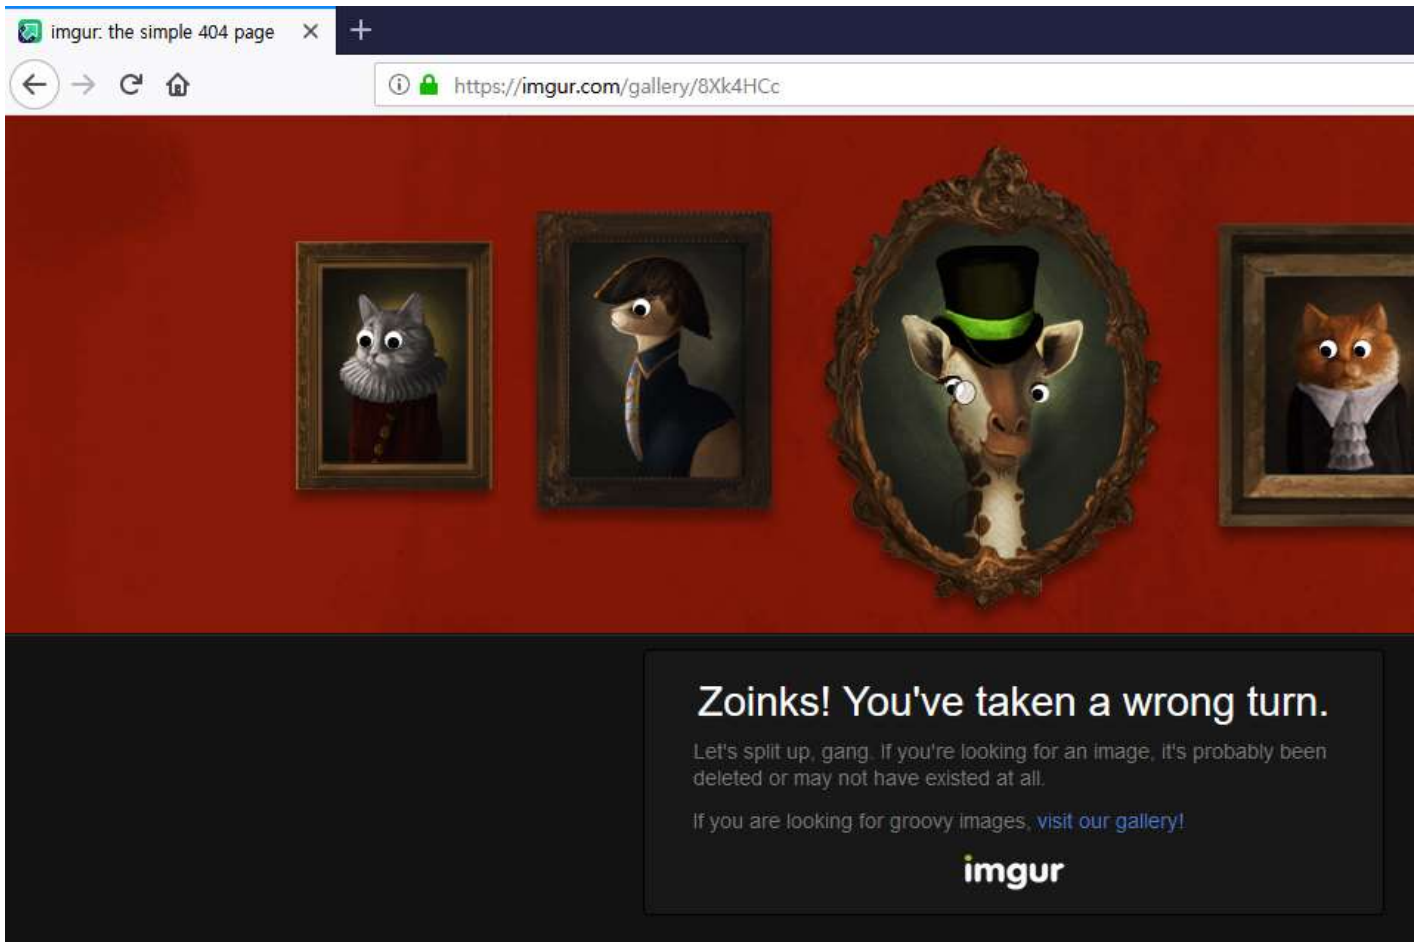 imgur: the simple 404 page
https://imgur.com/gallery/8Xk4HCc
Zoinks! You've taken a wrong turn.
Let's split up, gang. If you're looking for an image, it's probably been
deleted or may not have existed at all.
If you are looking for groovy images, visit our gallery!
imgur